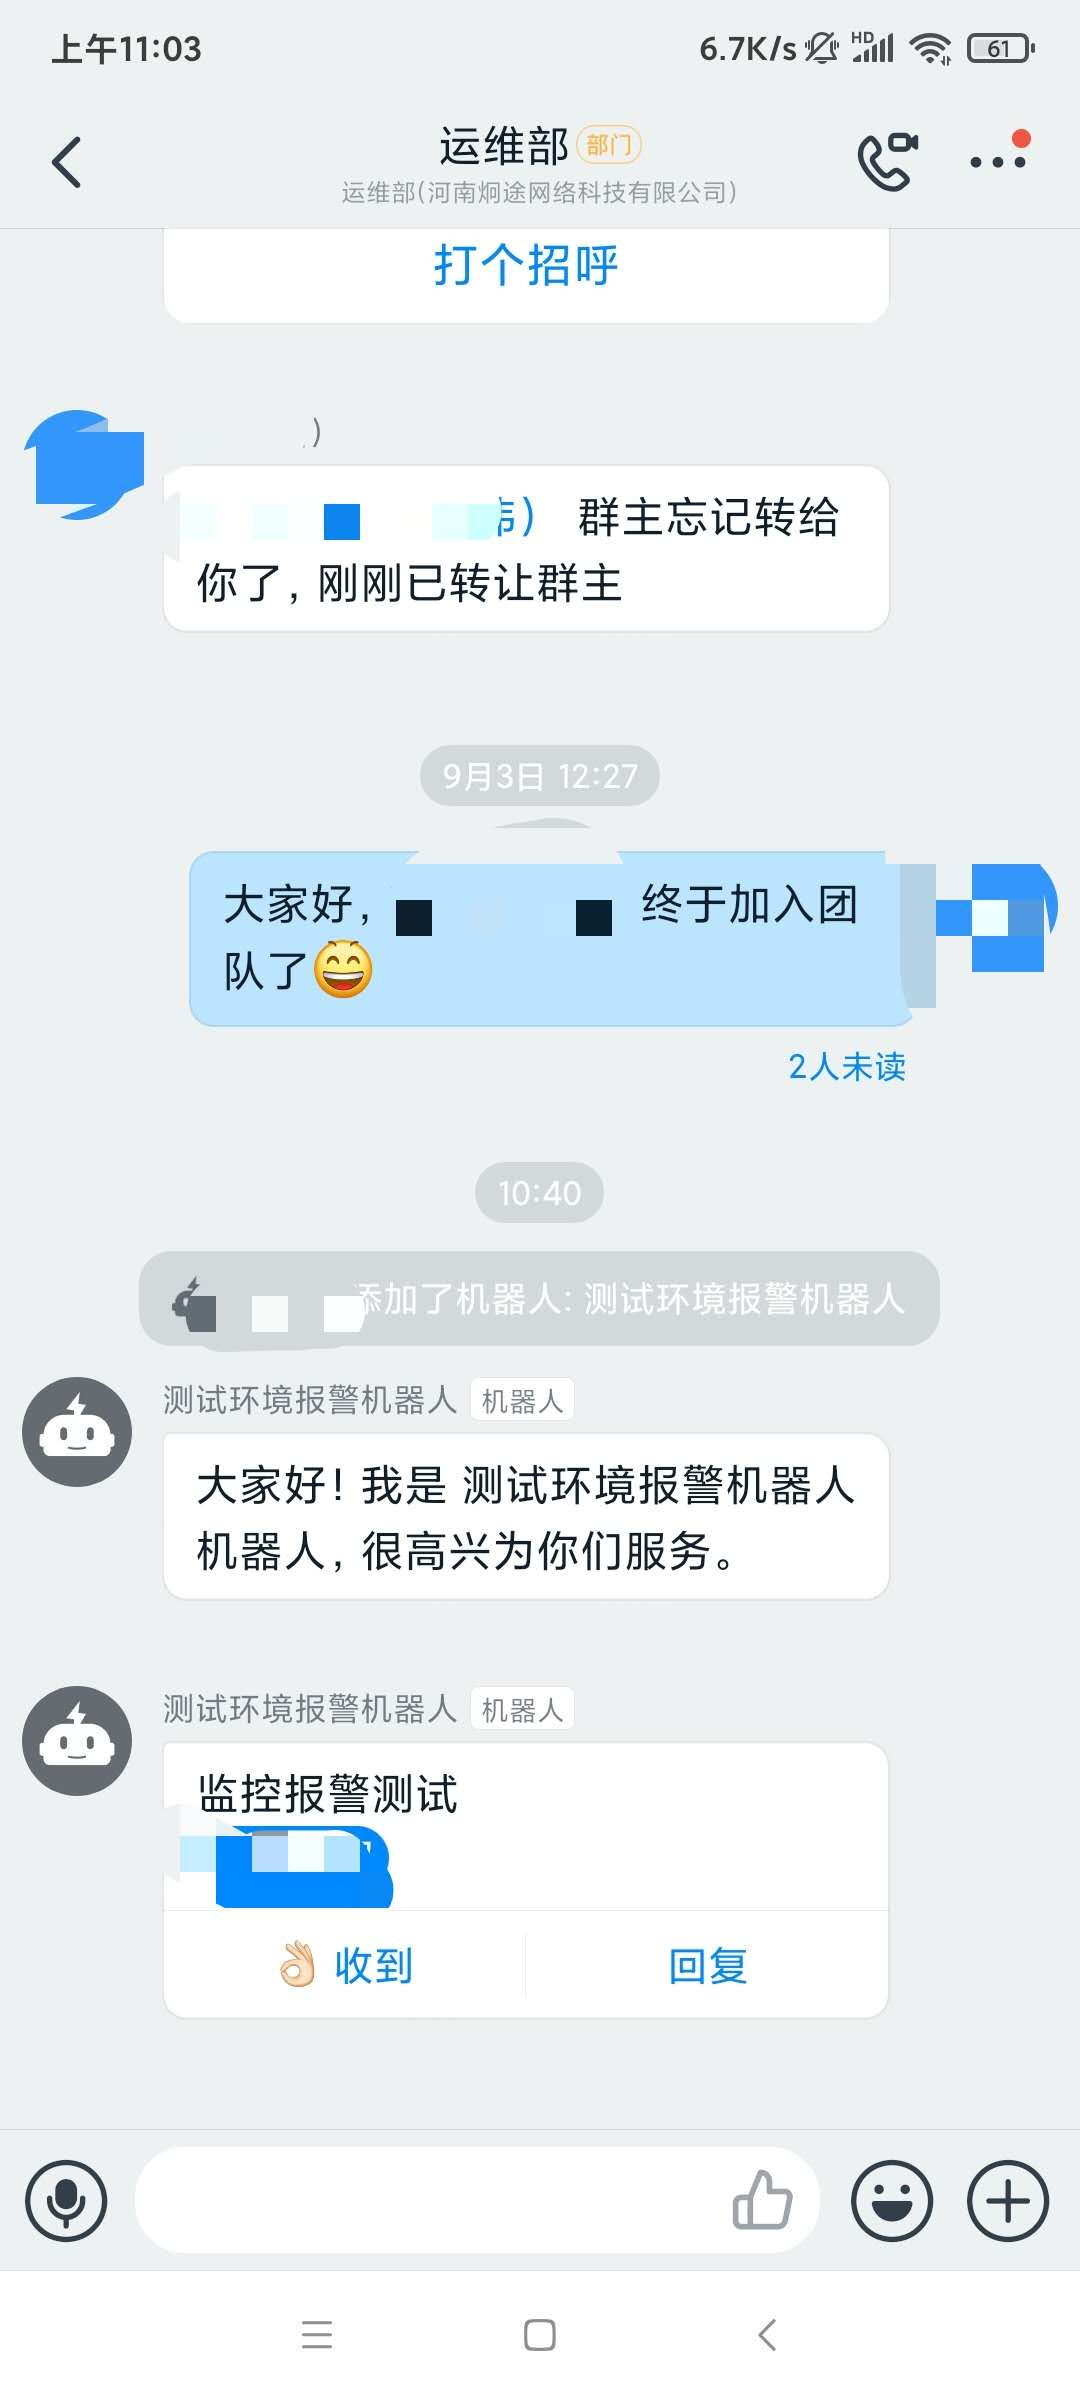 上午11:03
6.7K/s
HD
61
运维部 部门
运维部(河南炯途网络科技有限公司)
打个招呼
)
) 群主忘记转给
你了, 刚刚已转让群主
9月3日 12:27
大家好, 终于加入团
队了😄
2人未读
10:40
添加了机器人: 测试环境报警机器人
测试环境报警机器人 机器人
大家好! 我是 测试环境报警机器人
机器人, 很高兴为你们服务。
测试环境报警机器人 机器人
监控报警测试
👌🏻 收到
回复